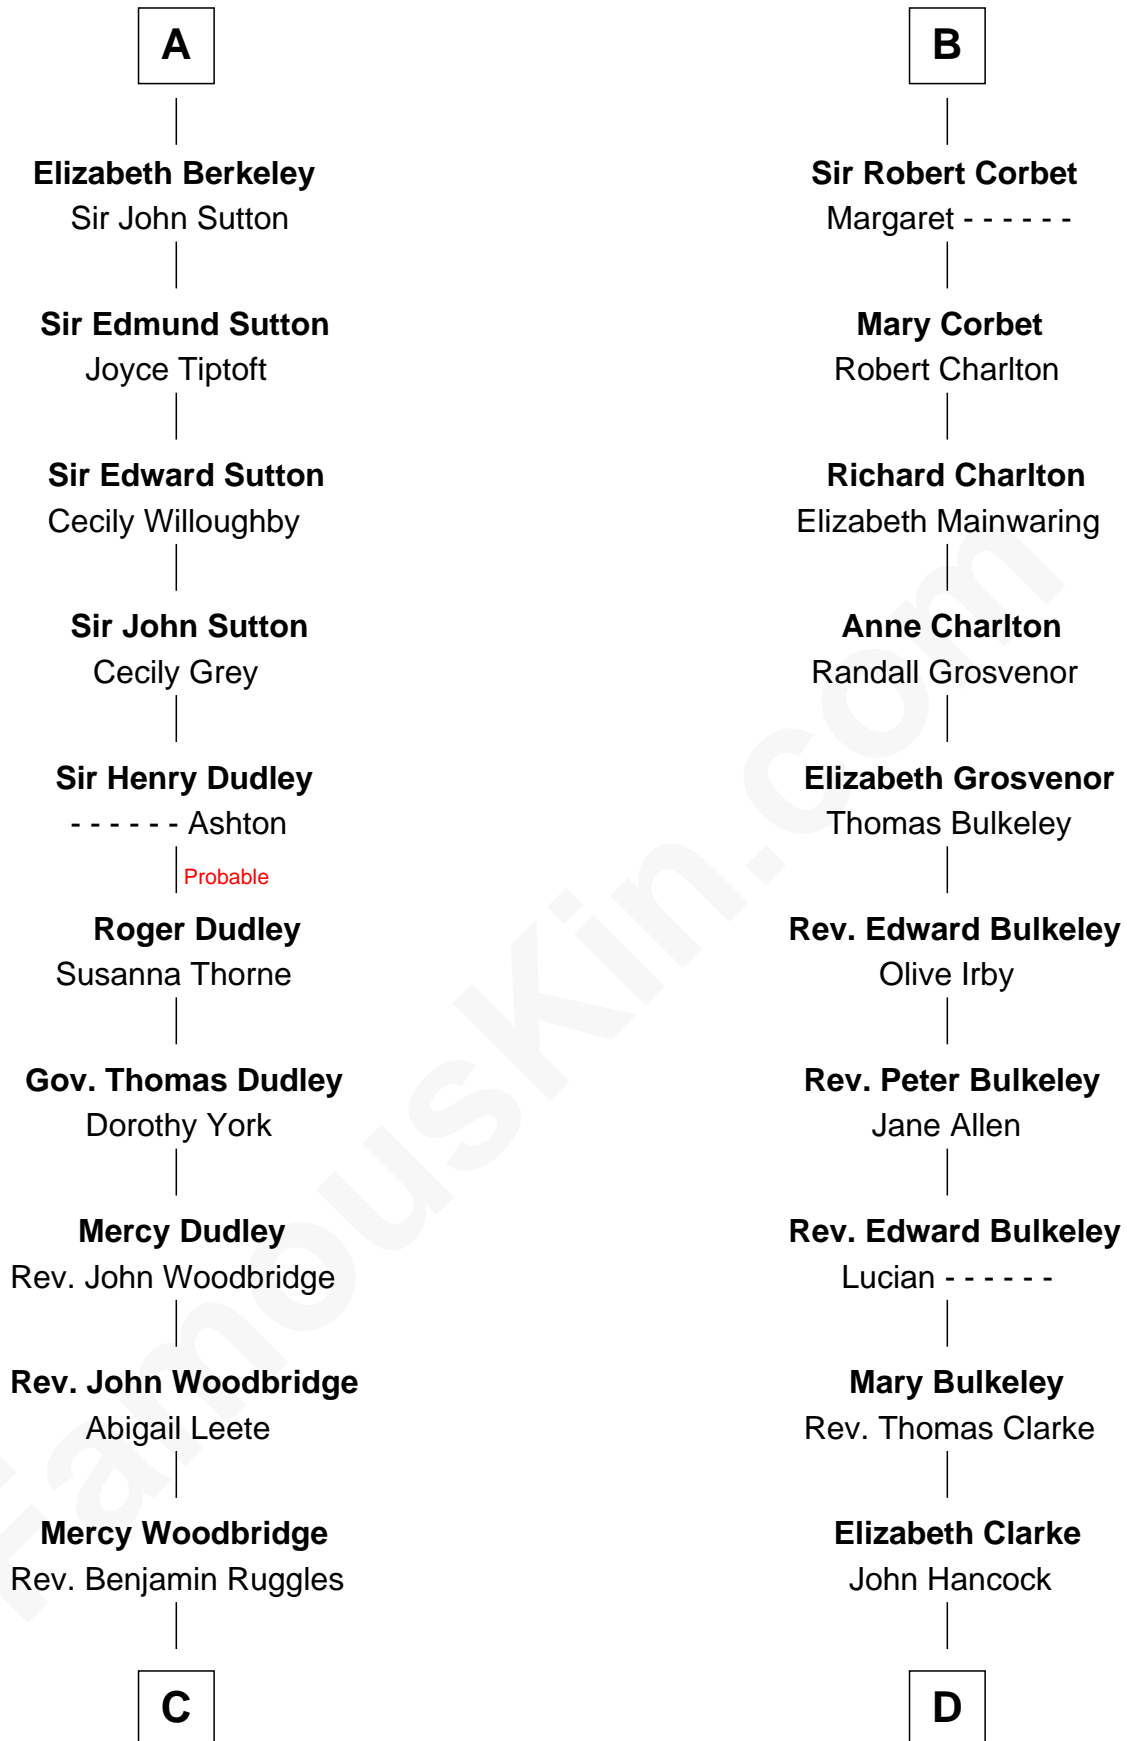 A
Elizabeth Berkeley
Sir John Sutton
Sir Edmund Sutton
Joyce Tiptoft
Sir Edward Sutton
Cecily Willoughby
Sir John Sutton
Cecily Grey
Sir Henry Dudley
- - - - - - Ashton
Probable
Roger Dudley
Susanna Thorne
Gov. Thomas Dudley
Dorothy York
Mercy Dudley
Rev. John Woodbridge
Rev. John Woodbridge
Abigail Leete
Mercy Woodbridge
Rev. Benjamin Ruggles
C
B
Sir Robert Corbet
Margaret - - - - - -
Mary Corbet
Robert Charlton
Richard Charlton
Elizabeth Mainwaring
Anne Charlton
Randall Grosvenor
Elizabeth Grosvenor
Thomas Bulkeley
Rev. Edward Bulkeley
Olive Irby
Rev. Peter Bulkeley
Jane Allen
Rev. Edward Bulkeley
Lucian - - - - - -
Mary Bulkeley
Rev. Thomas Clarke
Elizabeth Clarke
John Hancock
D
FamousKin.com